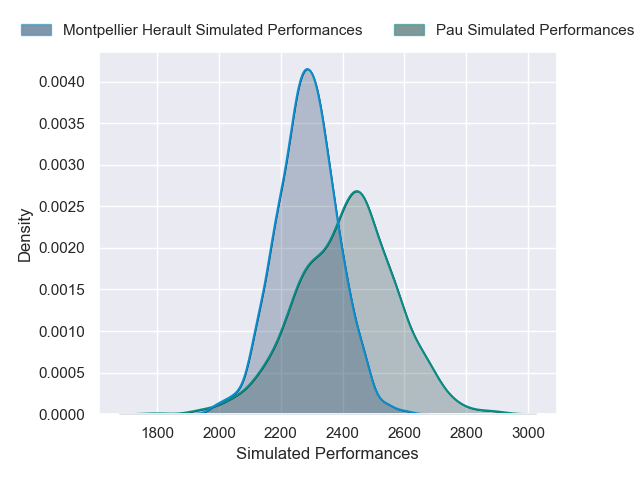 Montpellier Herault Simulated Performances Pau Simulated Performances
0.0040
0.0035
0.0030
0.0025
0.0020
0.0015
0.0010
0.0005
0.0000
Density
1800 2000 2200 2400 2600 2800 3000
Simulated Performances